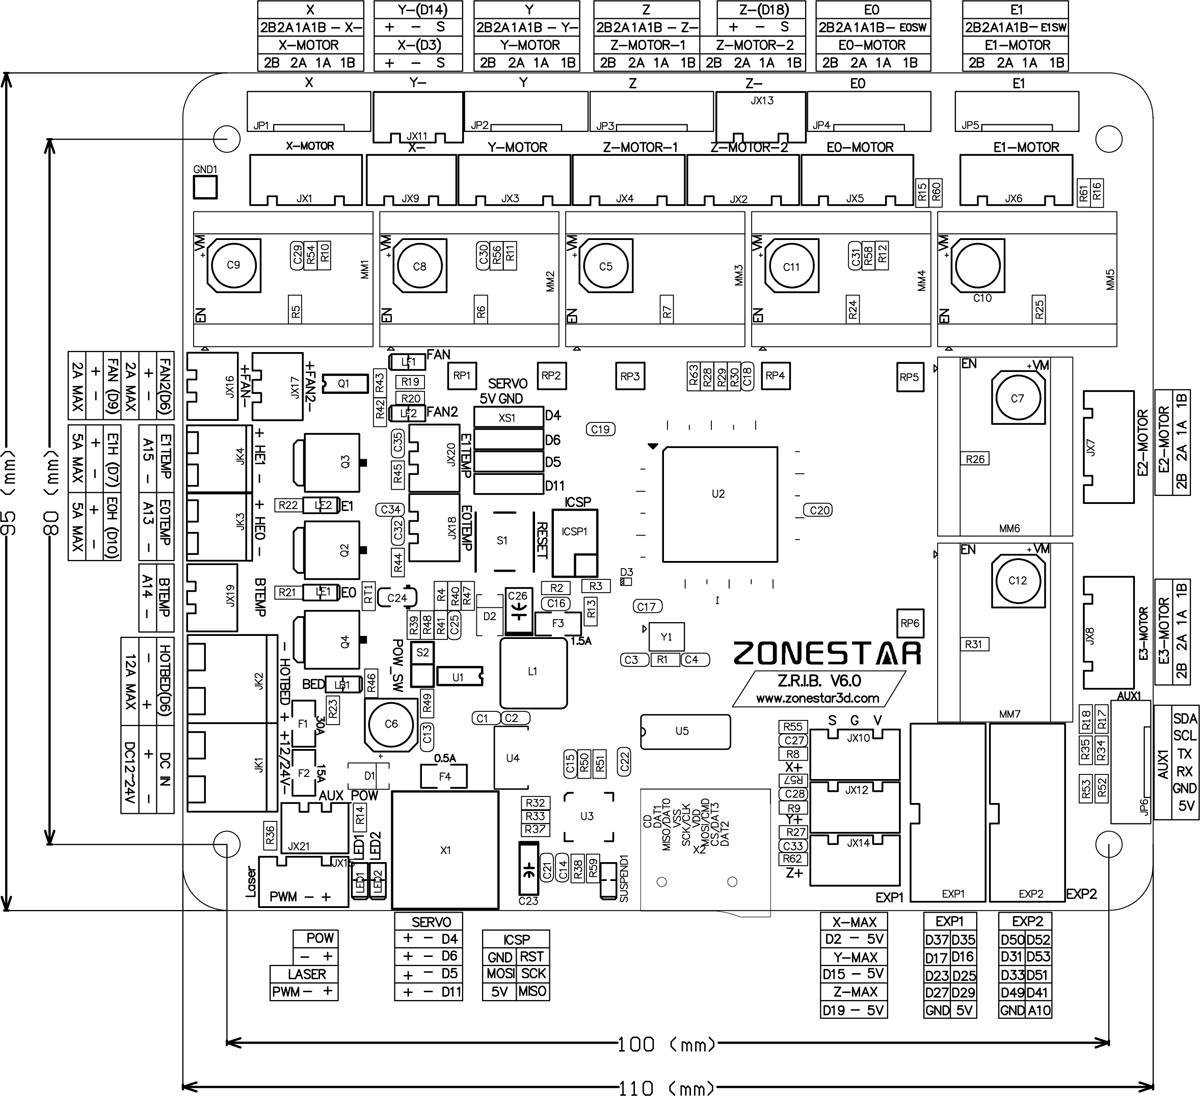 X
Y-(D14)
Y
Z
Z-(D18)
E0
E1
2B2A1A1B - X-
+ - S
2B2A1A1B - Y-
2B2A1A1B - Z-
+ - S
2B2A1A1B- E0SW
2B2A1A1B-E1SW
X-MOTOR
X-(D3)
Y-MOTOR
Z-MOTOR-1
Z-MOTOR-2
E0-MOTOR
E1-MOTOR
2B 2A 1A 1B
+ - S
2B 2A 1A 1B
2B 2A 1A 1B
2B 2A 1A 1B
2B 2A 1A 1B
2B 2A 1A 1B
X
Y-
Y
Z
Z-
E0
E1
JP1
JX11
JP2
JP3
JX13
JP4
JP5
X-MOTOR
X-
Y-MOTOR
Z-MOTOR-1
Z-MOTOR-2
E0-MOTOR
E1-MOTOR
GND1
JX1
JX9
JX3
JX4
JX2
JX5
R15
R60
JX6
R61
R16
+VM
C9
C29
R54
R10
MM1
EN
R5
+VM
C8
C30
R56
R11
MM2
EN
R6
+VM
C5
MM3
EN
R7
+VM
C11
C31
R58
R12
MM4
EN
R24
+VM
C10
MM5
EN
R25
95 (mm)
80 (mm)
FAN2(D6)
+ -
2A MAX
FAN (D9)
+ -
2A MAX
+FAN-
JX16
JX17
+FAN2-
Q1
R43
R42
LF1
FAN
R19
R20
LF2
FAN2
RP1
RP2
RP3
R63
R28
R29
R30
C18
RP4
RP5
SERVO
5V GND
XS1
D4
D6
D5
D11
C19
EN
+VM
C7
R26
MM6
JX7
E2-MOTOR
E2-MOTOR
2B 2A 1A 1B
E1TEMP
A15 -
E1H (D7)
+ -
5A MAX
JK4
+ HE1 -
Q3
C35
R45
JX20
E1TEMP
U2
C20
E0TEMP
A13 -
E0H (D10)
+ -
5A MAX
JK3
+ HE0 -
R22
LE2
E1
C34
C32
R44
JX18
E0TEMP
Q2
S1
RESET
ICSP
ICSP1
BTEMP
A14 -
JX19
BTEMP
R21
LE1
E0
RT1
C24
R4
R40
R47
D2
C26
R2
R3
D3
C16
R13
F3
1.5A
C17
Y1
C3
R1
C4
RP6
EN
+VM
C12
R31
MM7
JX8
E3-MOTOR
E3-MOTOR
2B 2A 1A 1B
Q4
R39
R48
R41
C25
POW_SW
S2
R49
U1
L1
ZONESTAR
Z.R.I.B. V6.0
www.zonestar3d.com
HOTBED(D6)
- +
12A MAX
JK2
- HOTBED +
BED
LB1
R46
R23
C6
C13
C1
C2
U4
U5
DC IN
+ -
DC12-24V
JK1
+12/24V-
F1
30A
F2
15A
D1
0.5A
F4
C15
R50
R51
C22
S G V
R55
JX10
C27
R8
X+
R57
C28
JX12
R9
Y+
R27
C33
JX14
R62
Z+
AUX1
R18
R17
R35
R34
R53
R52
JP6
AUX1
SDA
SCL
TX
RX
GND
5V
AUX POW
R36
JX21
R14
LED1
LED2
X1
R32
R33
R37
U3
CD
DAT1
MISO/DAT0
VSS
SCK/CLK
VDD
MOSI/CMD
CS/DAT3
DAT2
X2
Laser
JX15
PWM - +
LED1
LED2
C23
C21
C14
R38
R59
SUSPEND1
EXP1
EXP1
EXP2
EXP2
SERVO
+ - D4
+ - D6
+ - D5
+ - D11
POW
- +
LASER
PWM - +
ICSP
GND RST
MOSI SCK
5V MISO
X-MAX
D2 - 5V
Y-MAX
D15 - 5V
Z-MAX
D19 - 5V
EXP1
D37 D35
D17 D16
D23 D25
D27 D29
GND 5V
EXP2
D50 D52
D31 D53
D33 D51
D49 D41
GND A10
100 (mm)
110 (mm)